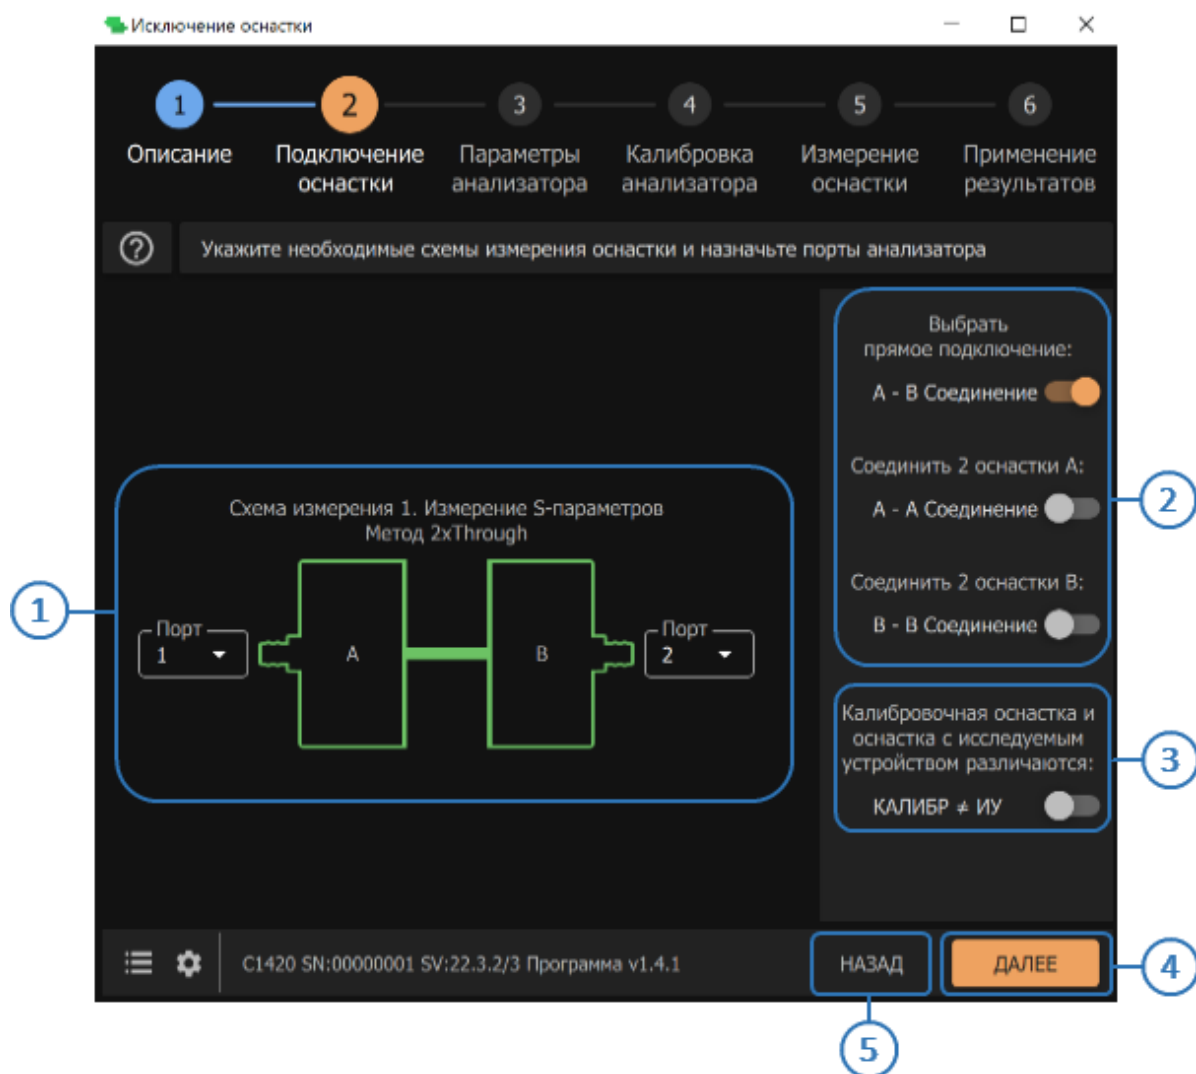 Исключение оснастки
1
2
3
4
5
6
Описание
Подключение
оснастки
Параметры
анализатора
Калибровка
анализатора
Измерение
оснастки
Применение
результатов
? Укажите необходимые схемы измерения оснастки и назначьте порты анализатора
Схема измерения 1. Измерение S-параметров
Метод 2xThrough
Порт
1
A
B
Порт
2
1
Выбрать
прямое подключение:
A - B Соединение
Соединить 2 оснастки A:
A - A Соединение
Соединить 2 оснастки B:
B - B Соединение
2
Калибровочная оснастка и
оснастка с исследуемым
устройством различаются:
КАЛИБР ≠ ИУ
3
C1420 SN:00000001 SV:22.3.2/3 Программа v1.4.1
НАЗАД
ДАЛЕЕ
4
5